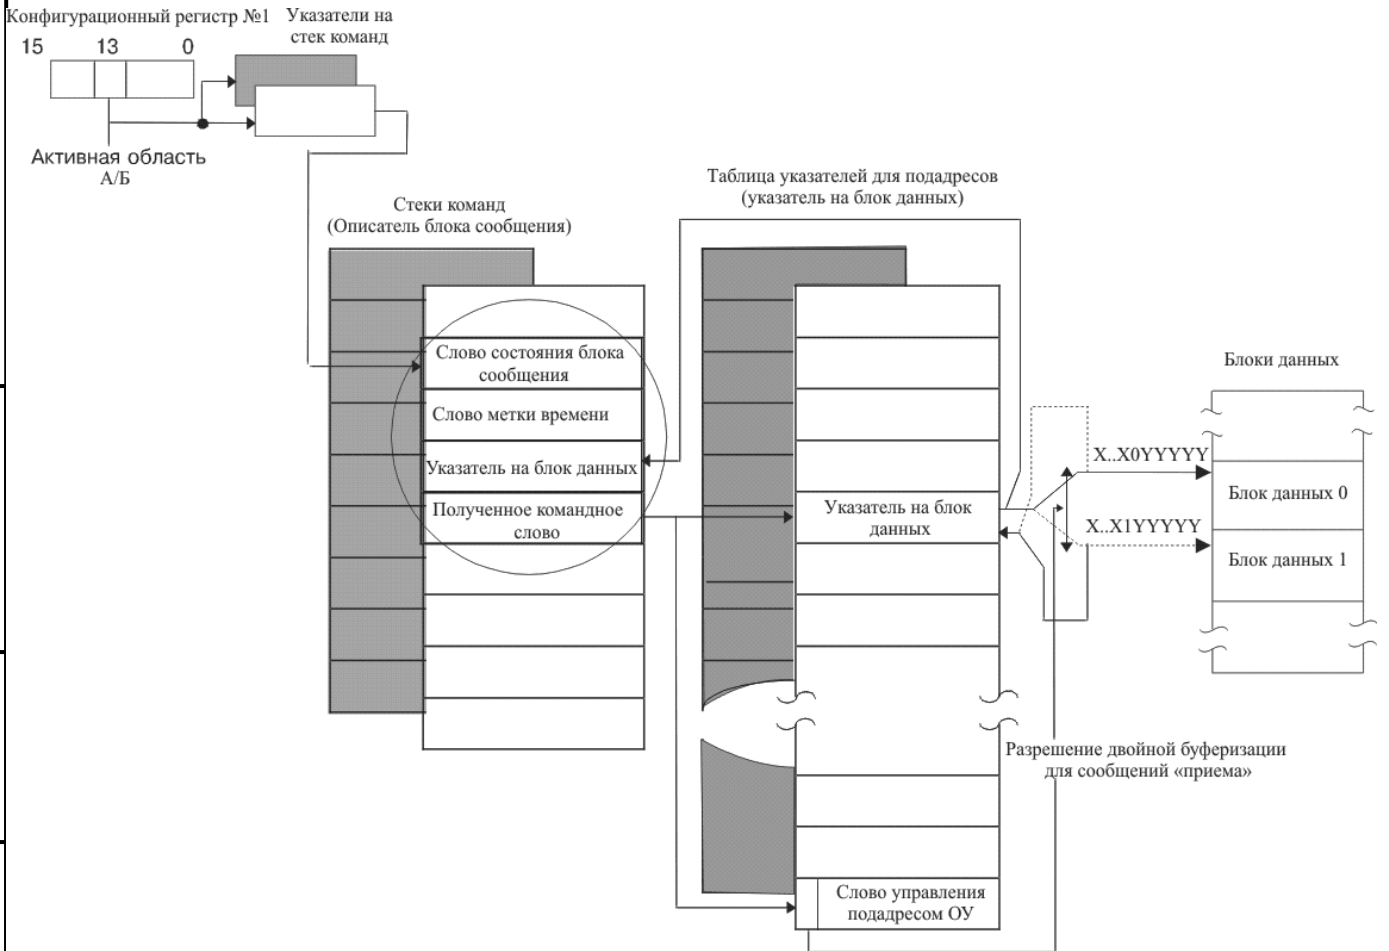 Конфигурационный регистр №1
Указатели на
стек команд
15 13 0
Активная область
А/Б
Таблица указателей для подадресов
(указатель на блок данных)
Стеки команд
(Описатель блока сообщения)
Слово состояния блока
сообщения
Слово метки времени
Указатель на блок данных
Полученное командное
слово
Указатель на блок
данных
Блоки данных
X..X0YYYYY
Блок данных 0
X..X1YYYYY
Блок данных 1
Разрешение двойной буферизации
для сообщений «приема»
Слово управления
подадресом ОУ